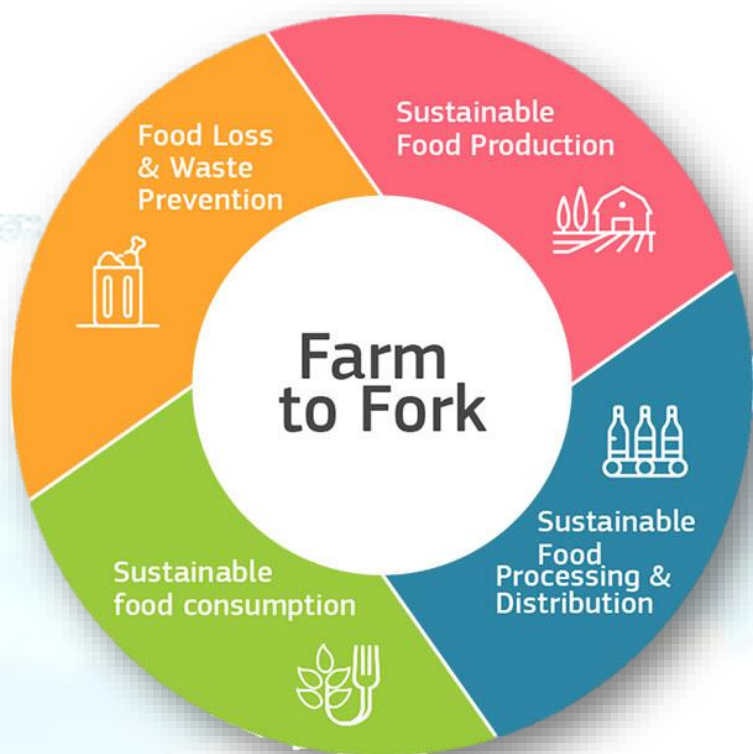 Food Loss
& Waste
Prevention
Sustainable
Food Production
Farm
to Fork
Sustainable
Food
Processing &
Distribution
Sustainable
food consumption